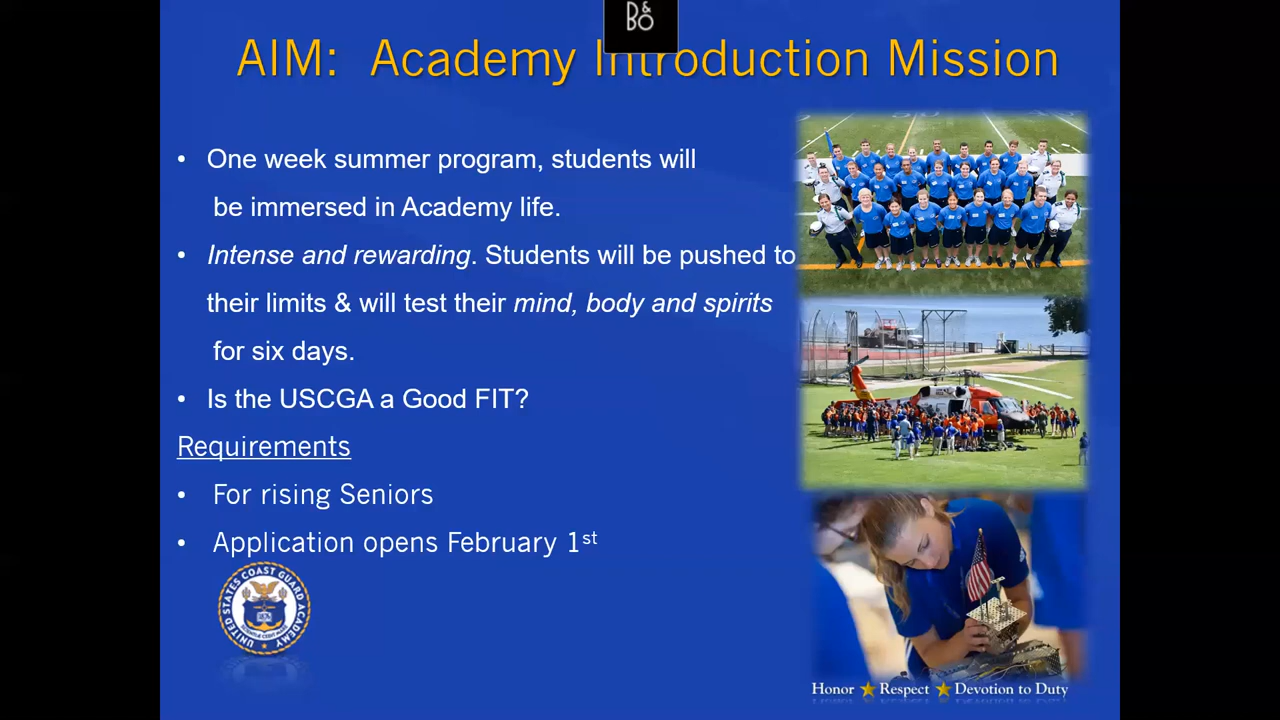 B&O
AIM: Academy Introduction Mission
• One week summer program, students will
be immersed in Academy life.
• Intense and rewarding. Students will be pushed to
their limits & will test their mind, body and spirits
for six days.
• Is the USCGA a Good FIT?
Requirements
• For rising Seniors
• Application opens February 1st
UNITED STATES COAST GUARD ACADEMY
Honor ★ Respect ★ Devotion to Duty